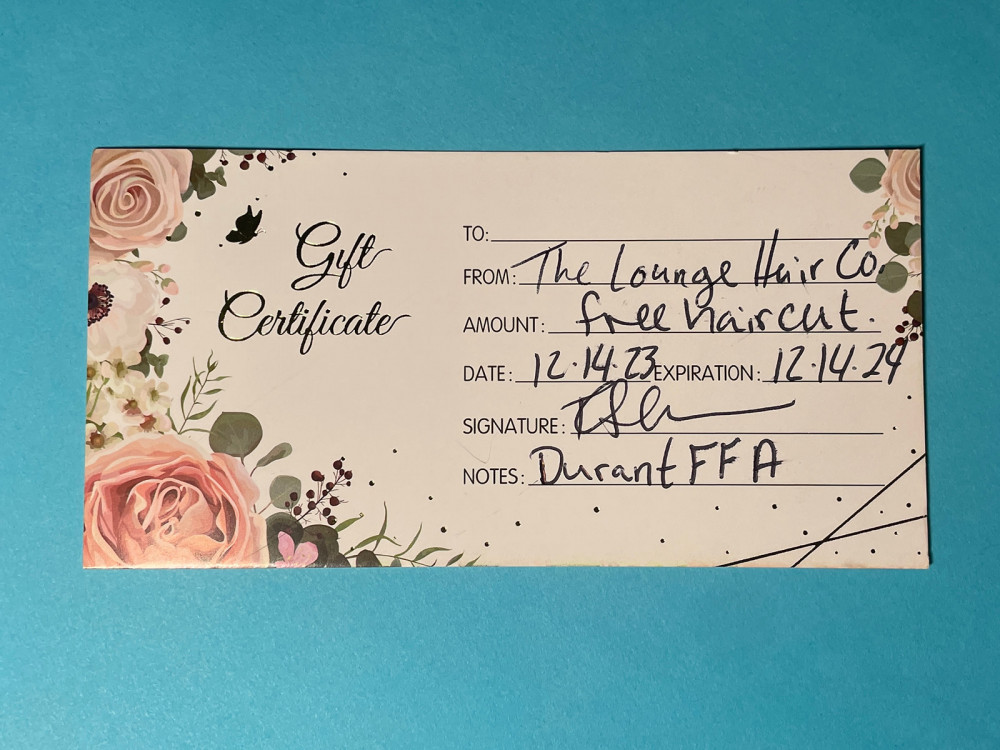 Gift
Certificate
TO:
FROM: The Lounge Hair Co.
AMOUNT: free haircut.
DATE: 12.14.23 EXPIRATION: 12.14.24
SIGNATURE:
NOTES: Durant FFA